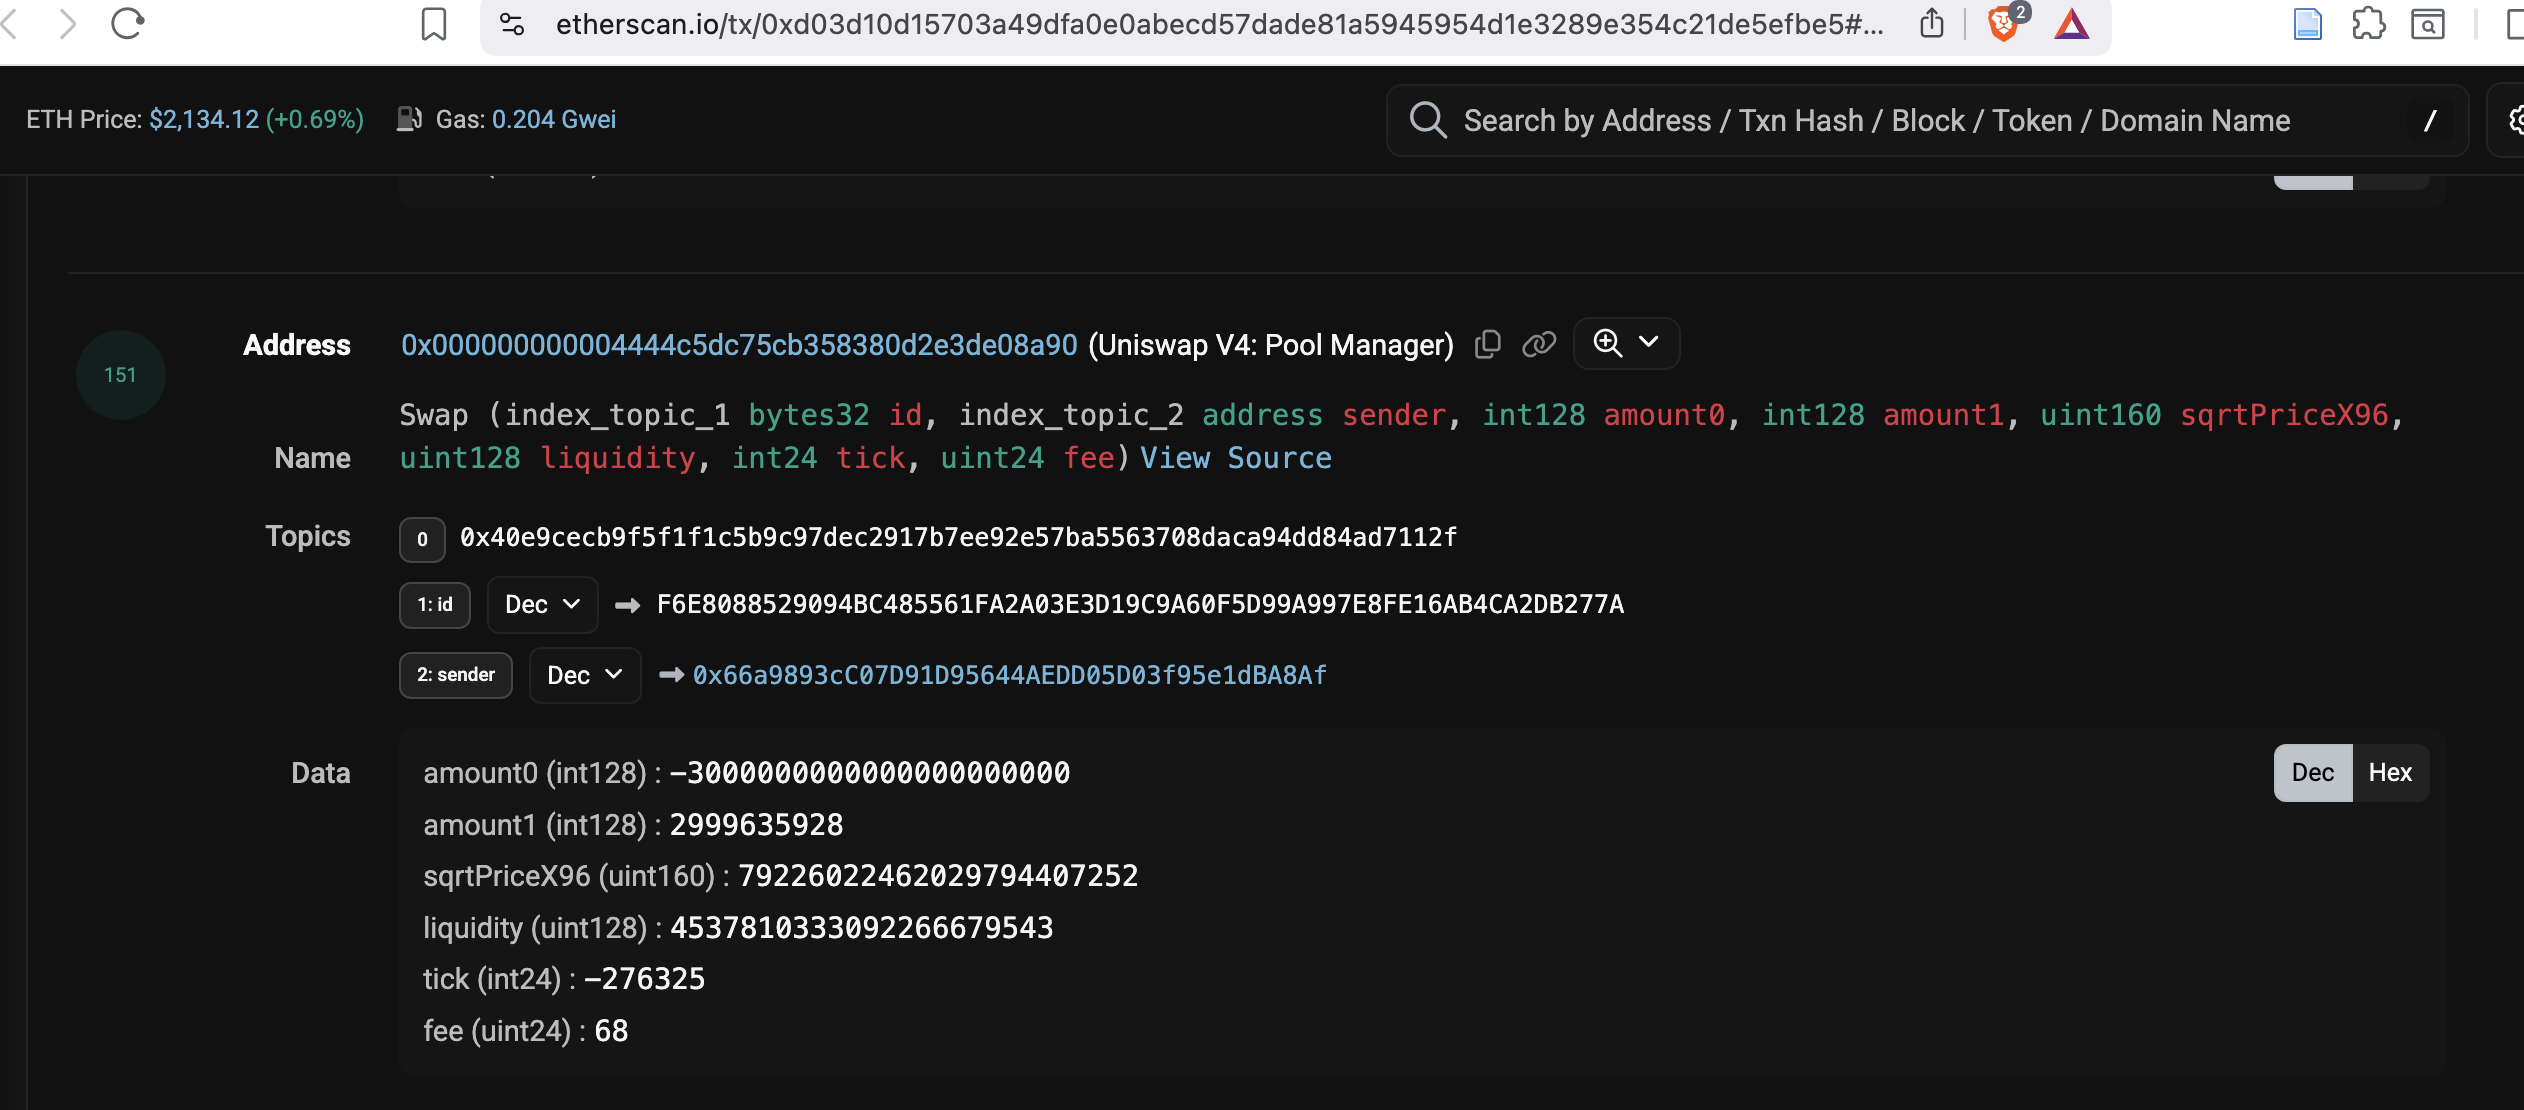 etherscan.io/tx/0xd03d10d15703a49dfa0e0abecd57dade81a5945954d1e3289e354c21de5efbe5#...
2
ETH Price: $2,134.12 (+0.69%) Gas: 0.204 Gwei
Search by Address / Txn Hash / Block / Token / Domain Name /
151
Address 0x000000000004444c5dc75cb358380d2e3de08a90 (Uniswap V4: Pool Manager)
Name Swap (index_topic_1 bytes32 id, index_topic_2 address sender, int128 amount0, int128 amount1, uint160 sqrtPriceX96,
uint128 liquidity, int24 tick, uint24 fee) View Source
Topics 0 0x40e9cecb9f5f1f1c5b9c97dec2917b7ee92e57ba5563708daca94dd84ad7112f
1: id Dec F6E8088529094BC485561FA2A03E3D19C9A60F5D99A997E8FE16AB4CA2DB277A
2: sender Dec 0x66a9893cC07D91D95644AEDD05D03f95e1dBA8Af
Data amount0 (int128) : -3000000000000000000000 Dec Hex
amount1 (int128) : 2999635928
sqrtPriceX96 (uint160) : 79226022462029794407252
liquidity (uint128) : 4537810333092266679543
tick (int24) : -276325
fee (uint24) : 68